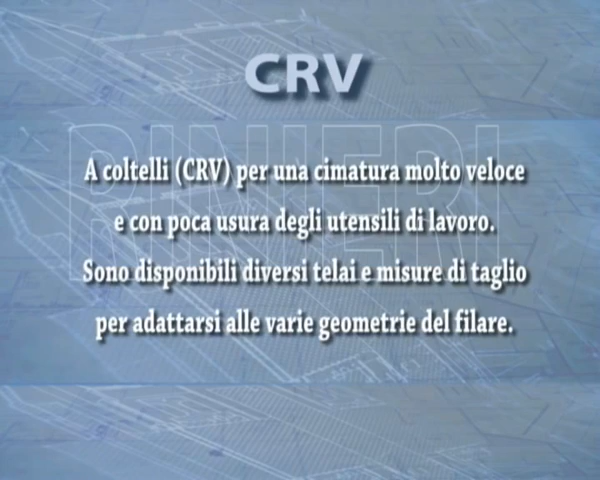 CRV
RINIERI
A coltelli (CRV) per una cimatura molto veloce
e con poca usura degli utensili di lavoro.
Sono disponibili diversi telai e misure di taglio
per adattarsi alle varie geometrie del filare.